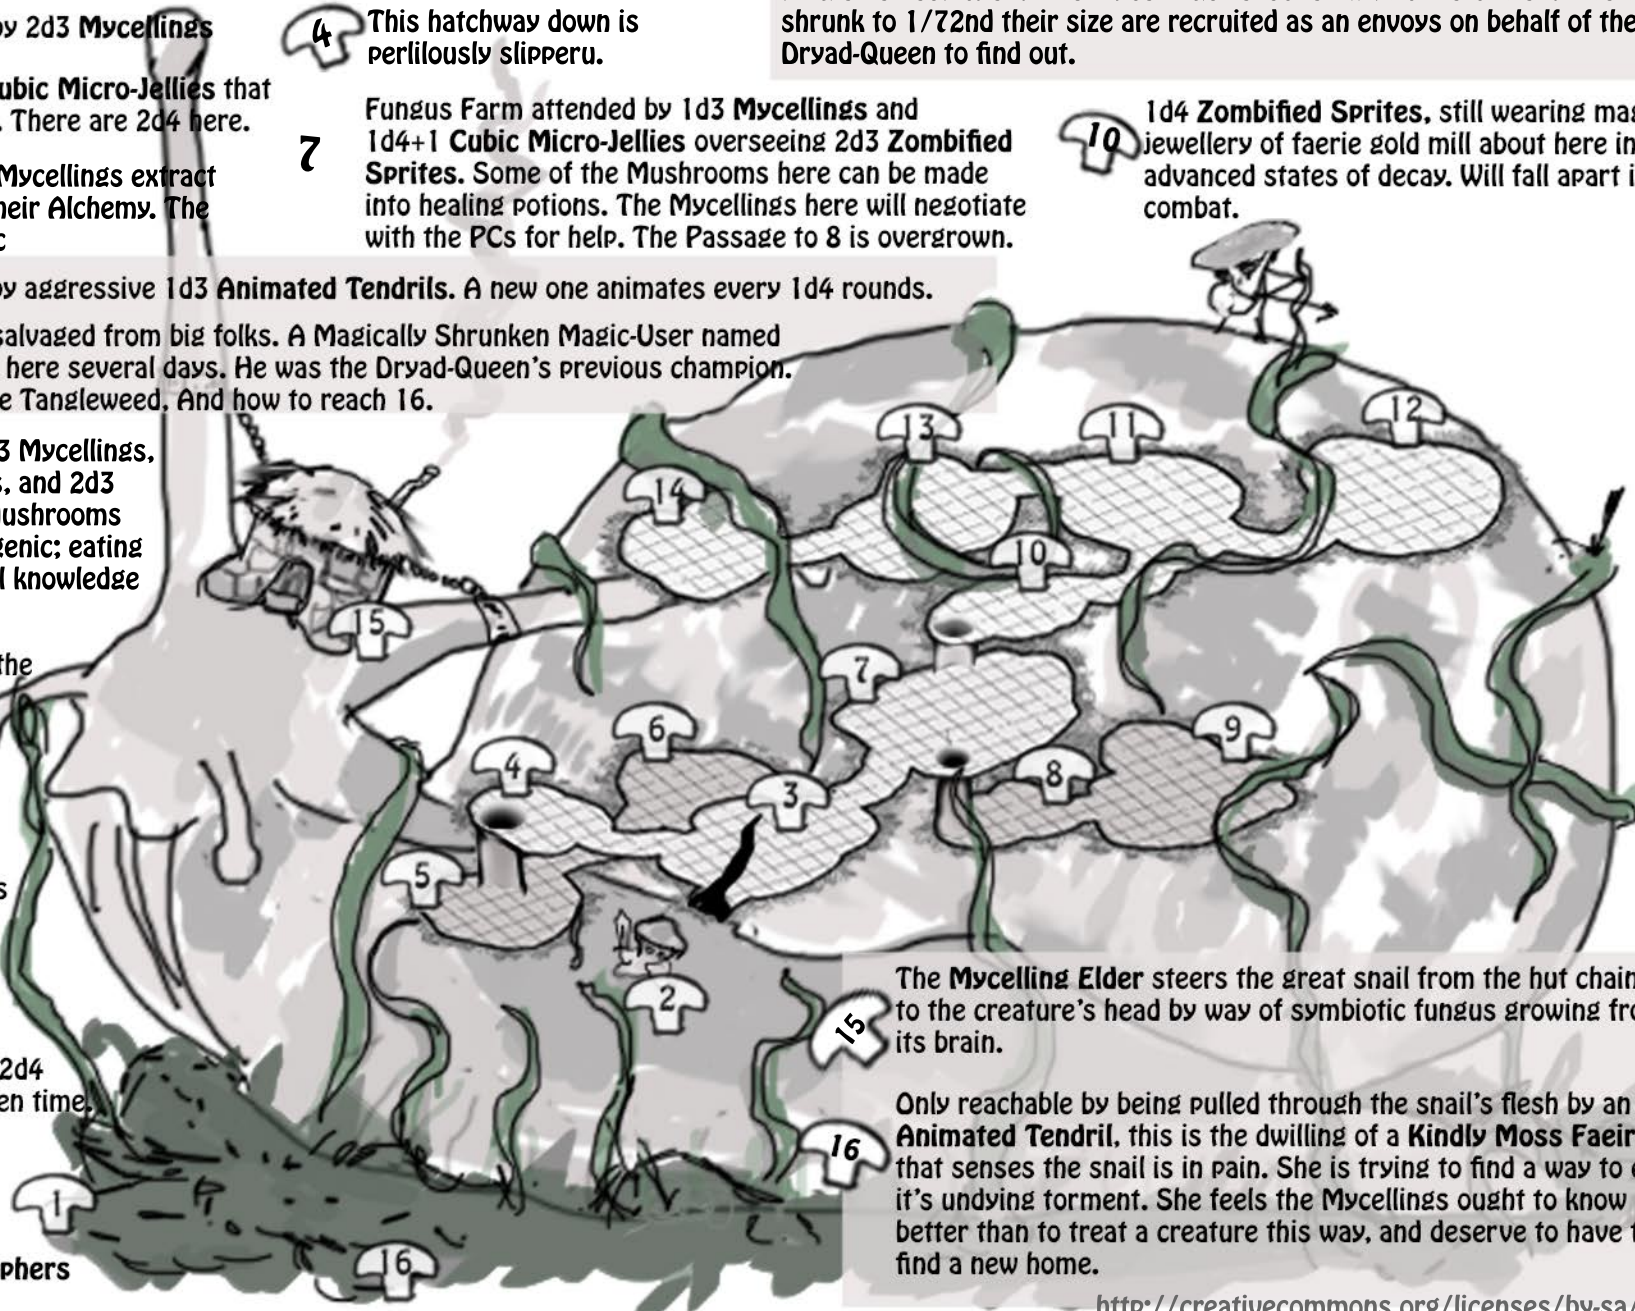 by 2d3 Mycellings
Cubic Micro-Jellies that
. There are 2d4 here.
Mycellings extract
their Alchemy. The
c
by aggressive 1d3 Animated Tendrils. A new one animates every 1d4 rounds.
salvaged from big folks. A Magically Shrunken Magic-User named
here several days. He was the Dryad-Queen's previous champion.
e Tangleweed, And how to reach 16.
3 Mycellings,
s, and 2d3
Mushrooms
genic; eating
l knowledge
the
s
2d4
en time.
phers
4
This hatchway down is
perlilously slipperu.
7
Fungus Farm attended by 1d3 Mycellings and
1d4+1 Cubic Micro-Jellies overseeing 2d3 Zombified
Sprites. Some of the Mushrooms here can be made
into healing potions. The Mycellings here will negotiate
with the PCs for help. The Passage to 8 is overgrown.
shrunk to 1/72nd their size are recruited as an envoys on behalf of the
Dryad-Queen to find out.
10
1d4 Zombified Sprites, still wearing mas
jewellery of faerie gold mill about here in
advanced states of decay. Will fall apart i
combat.
12
13
11
14
10
15
7
6
9
4
8
3
5
2
1
16
15
The Mycelling Elder steers the great snail from the hut chain
to the creature's head by way of symbiotic fungus growing fro
its brain.
16
Only reachable by being pulled through the snail's flesh by an
Animated Tendril, this is the dwilling of a Kindly Moss Faeir
that senses the snail is in pain. She is trying to find a way to
it's undying torment. She feels the Mycellings ought to know
better than to treat a creature this way, and deserve to have t
find a new home.
http://creativecommons.org/licenses/by-sa/